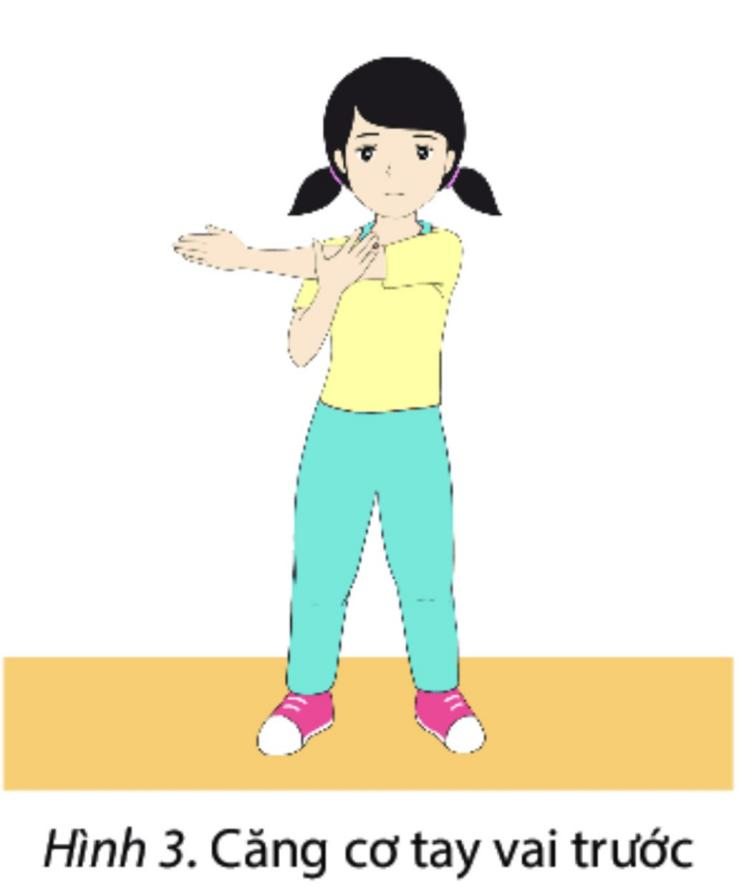 Hình 3. Căng cơ tay vai trước